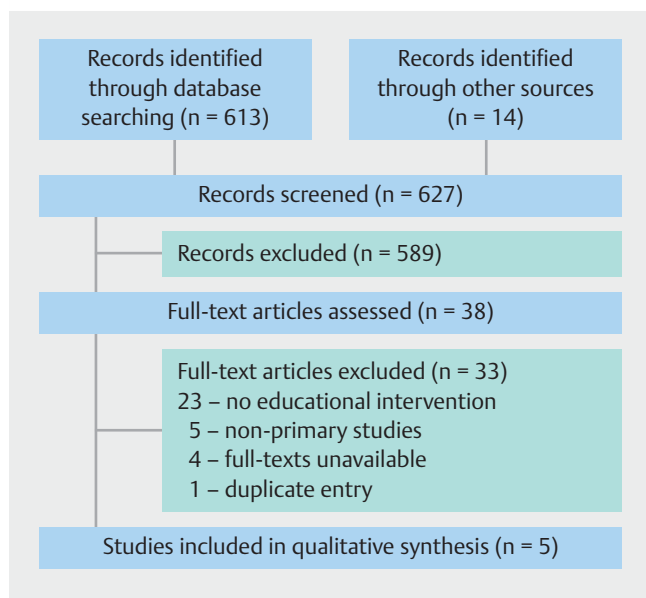 Records identified
through database
searching (n = 613)
Records identified
through other sources
(n = 14)
Records screened (n = 627)
Records excluded (n = 589)
Full-text articles assessed (n = 38)
Full-text articles excluded (n = 33)
23 – no educational intervention
5 – non-primary studies
4 – full-texts unavailable
1 – duplicate entry
Studies included in qualitative synthesis (n = 5)